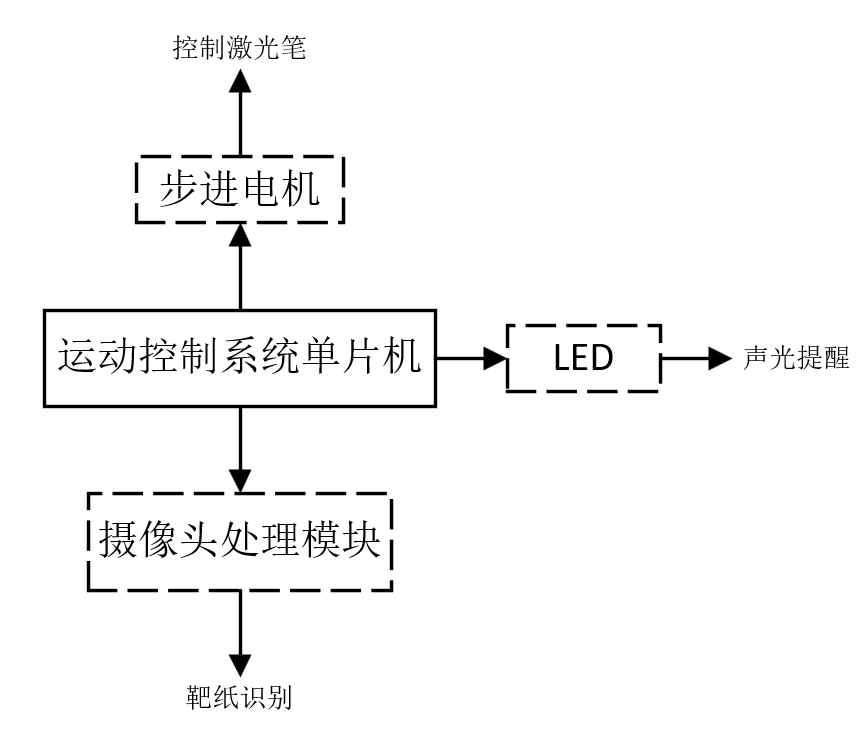 控制激光笔
步进电机
运动控制系统单片机
LED
声光提醒
摄像头处理模块
靶纸识别